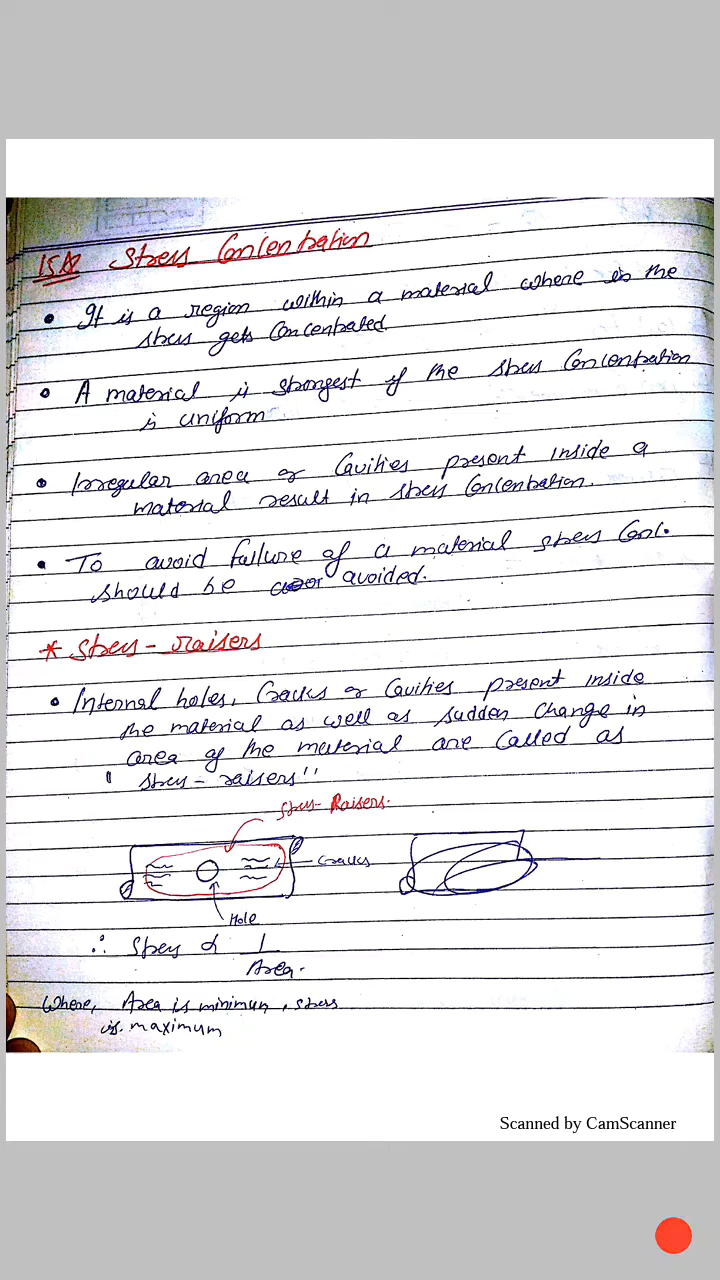 15* Stress Concentration
• It is a region within a material where in the
stress gets Concentrated.
• A material is strongest if the stress Concentration
is uniform
• Irregular area or Cavities present inside a
material result in stress Concentration.
• To avoid failure of a material stress Conc.
should be avoided.
* Stress - raisers
• Internal holes, Cracks or Cavities present inside
the material as well as sudden change in
area of the material are called as
" stress - raisers"
Stress - Raisers.
Cracks
Hole
∴ Stress α 1
Area.
Where, Area is minimum, stress
is. maximum
Scanned by CamScanner